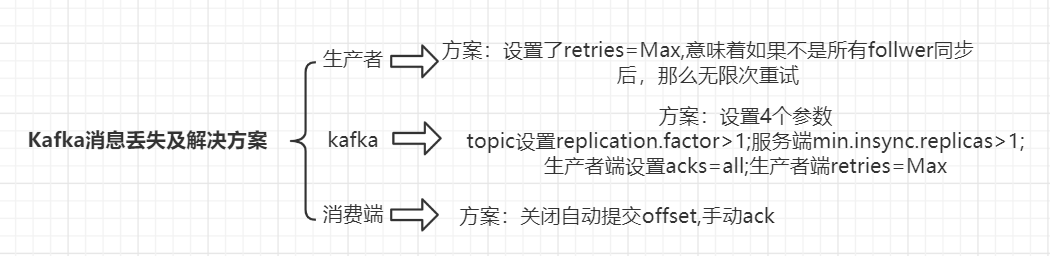 生产者
方案：设置了retries=Max,意味着如果不是所有follwer同步
后，那么无限次重试
Kafka消息丢失及解决方案
kafka
方案：设置4个参数
topic设置replication.factor>1;服务端min.insync.replicas>1;
生产者端设置acks=all;生产者端retries=Max
消费端
方案：关闭自动提交offset,手动ack